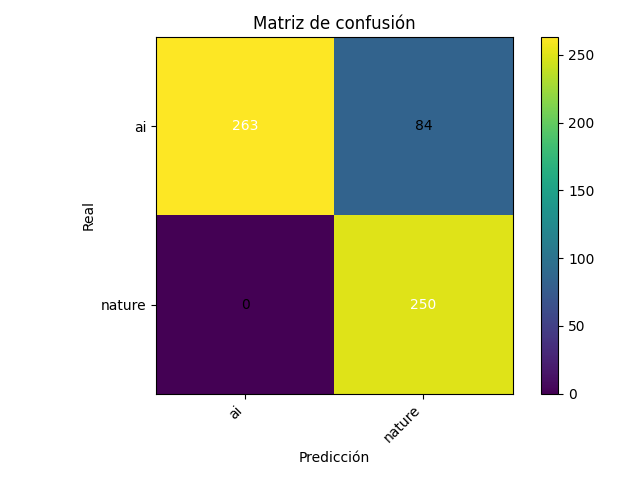 Matriz de confusión
ai
263
84
nature
0
250
ai
nature
Predicción
Real
250
200
150
100
50
0